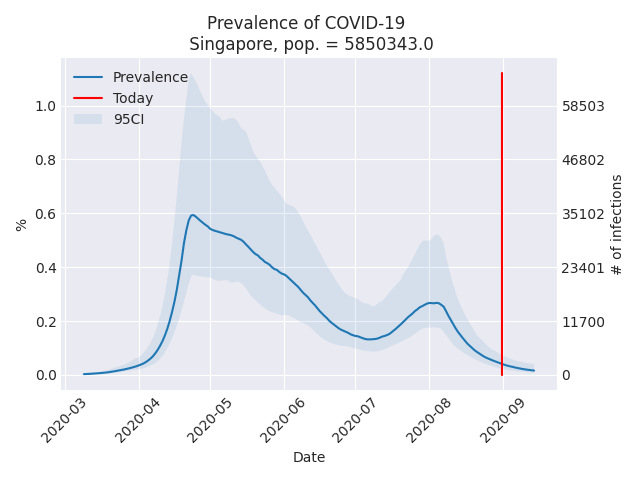 Prevalence of COVID-19
Singapore, pop. = 5850343.0
Prevalence
Today
95CI
1.0
0.8
0.6
0.4
0.2
0.0
%
58503
46802
35102
23401
11700
0
# of infections
2020-03
2020-04
2020-05
2020-06
2020-07
2020-08
2020-09
Date